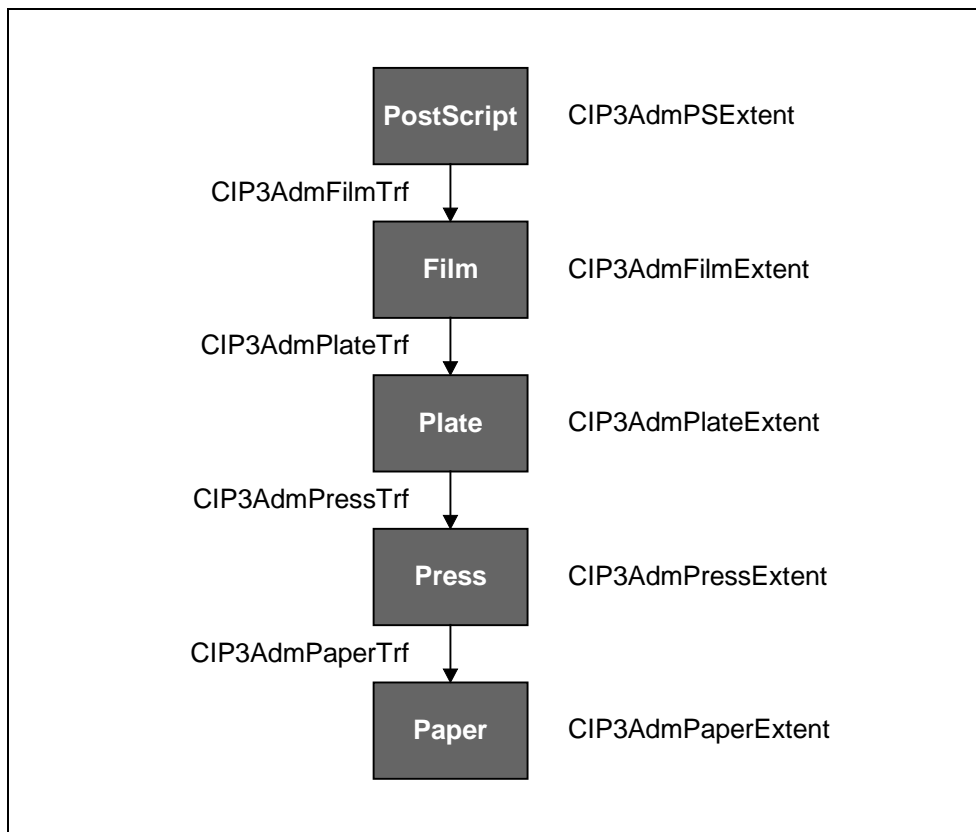 PostScript
CIP3AdmPSExtent
CIP3AdmFilmTrf
Film
CIP3AdmFilmExtent
CIP3AdmPlateTrf
Plate
CIP3AdmPlateExtent
CIP3AdmPressTrf
Press
CIP3AdmPressExtent
CIP3AdmPaperTrf
Paper
CIP3AdmPaperExtent